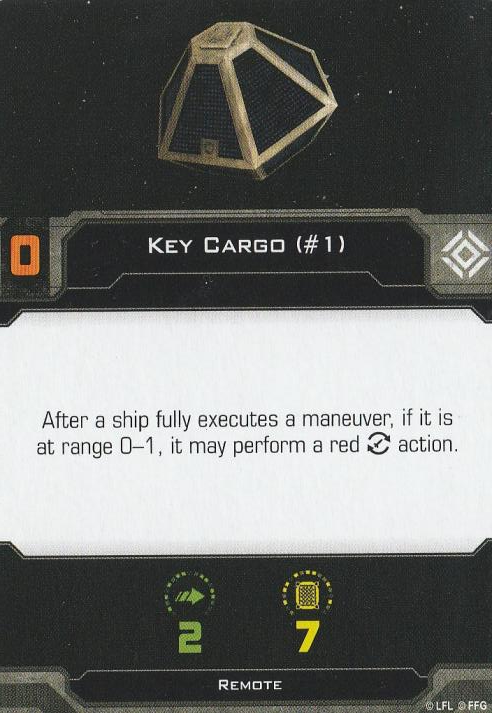 0
KEY CARGO (#1)
After a ship fully executes a maneuver, if it is
at range 0–1, it may perform a red action.
2
7
REMOTE
© LFL © FFG